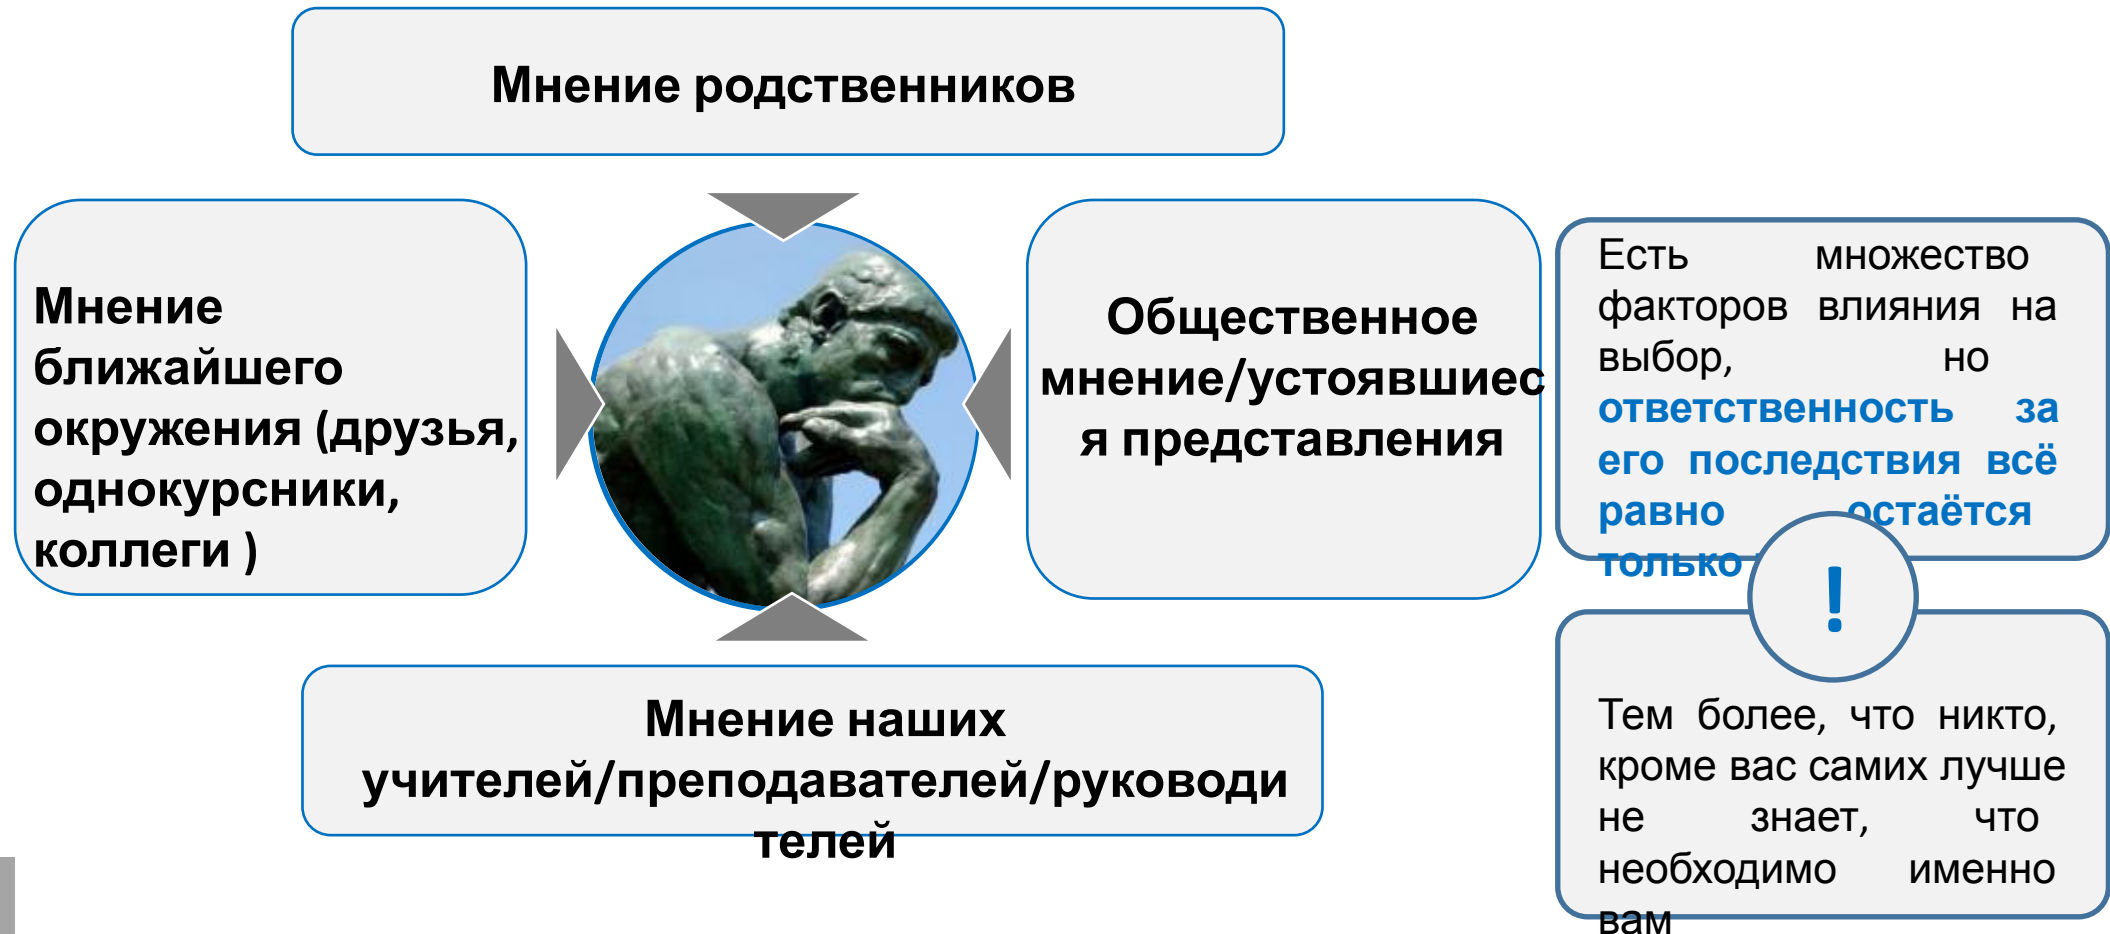 Мнение родственников
Мнение
ближайшего
окружения (друзья,
однокурсники,
коллеги )
Общественное
мнение/устоявшиес
я представления
Мнение наших
учителей/преподавателей/руководи
телей
Есть множество
факторов влияния на
выбор, но
ответственность за
его последствия всё
равно остаётся
только
!
Тем более, что никто,
кроме вас самих лучше
не знает, что
необходимо именно
вам